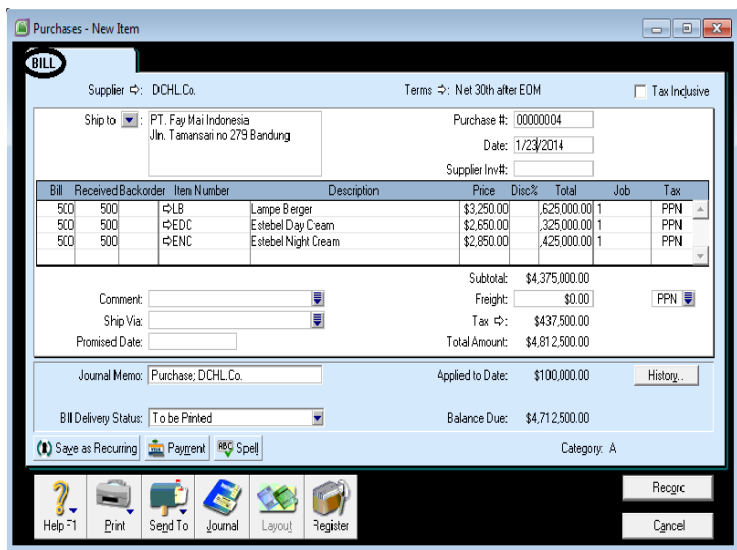 Purchases - New Item
BILL
Supplier ⇨: DCHL.Co. Terms ⇨: Net 30th after EOM Tax Inclusive
Ship to : PT. Fay Mai Indonesia Purchase #: 00000004
Jln. Tamansari no 279 Bandung
Date: 1/23/2014
Supplier Inv#:
Bill Received Backorder Item Number Description Price Disc% Total Job Tax
500 500 ⇨LB Lampe Berger $3,250.00 ,625,000.00 1 PPN
500 500 ⇨EDC Estebel Day Cream $2,650.00 ,325,000.00 1 PPN
500 500 ⇨ENC Estebel Night Cream $2,850.00 ,425,000.00 1 PPN
Subtotal: $4,375,000.00
Comment: Freight: $0.00 PPN
Ship Via: Tax ⇨: $437,500.00
Promised Date: Total Amount: $4,812,500.00
Journal Memo: Purchase; DCHL.Co. Applied to Date: $100,000.00 History..
Bill Delivery Status: To be Printed Balance Due: $4,712,500.00
Save as Recurring Payment ABC Spell Category: A
Help F1 Print Send To Journal Layout Register
Record
Cancel